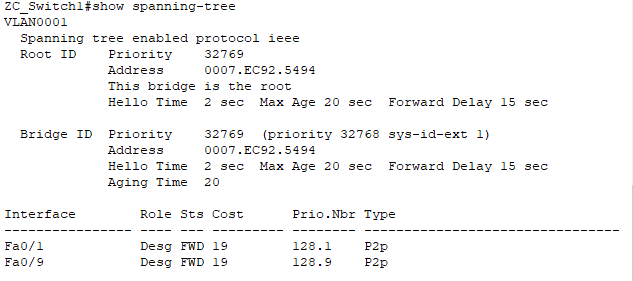 ZC_Switch1#show spanning-tree
VLAN0001
  Spanning tree enabled protocol ieee
  Root ID    Priority    32769
             Address     0007.EC92.5494
             This bridge is the root
             Hello Time  2 sec  Max Age 20 sec  Forward Delay 15 sec

  Bridge ID  Priority    32769  (priority 32768 sys-id-ext 1)
             Address     0007.EC92.5494
             Hello Time  2 sec  Max Age 20 sec  Forward Delay 15 sec
             Aging Time  20

Interface        Role Sts Cost      Prio.Nbr Type
---------------- ---- --- --------- -------- --------------------------------
Fa0/1            Desg FWD 19        128.1    P2p
Fa0/9            Desg FWD 19        128.9    P2p